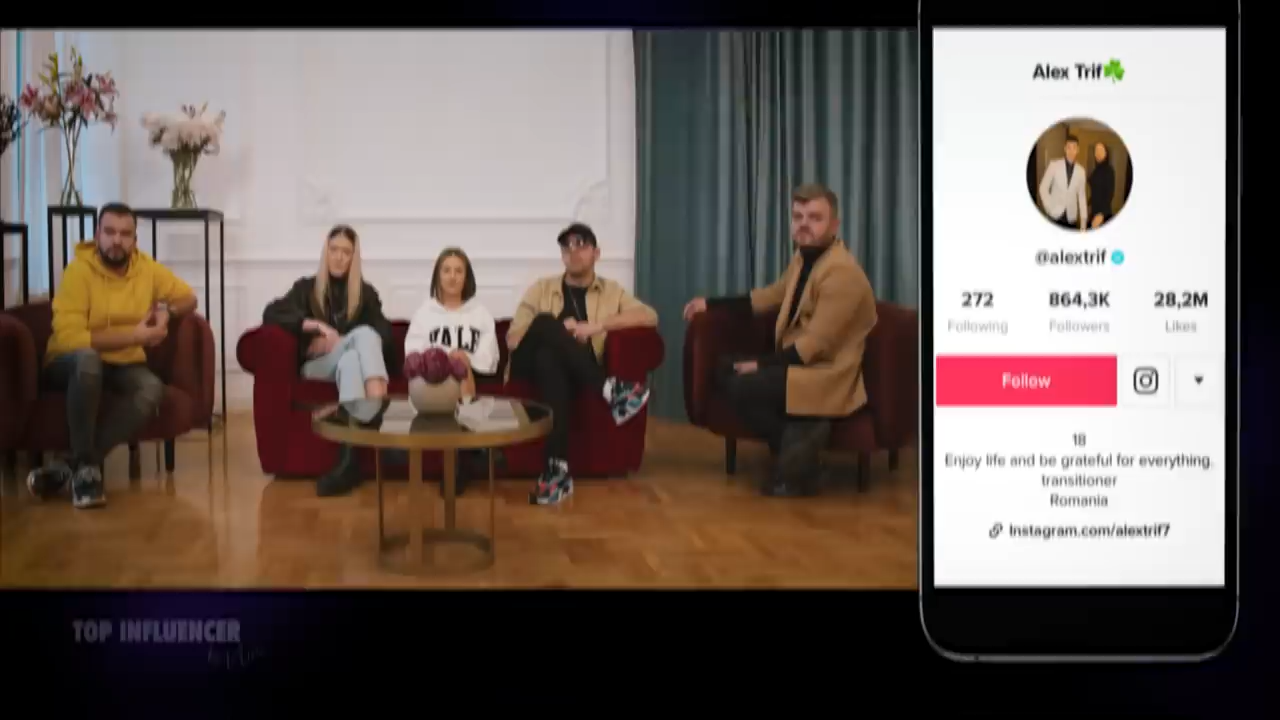 Alex Trif☘️
@alextrif
272
864,3K
28,2M
Following
Followers
Likes
Follow
18
Enjoy life and be grateful for everything.
transitioner
Romania
Instagram.com/alextrif7
YALE
TOP INFLUENCER